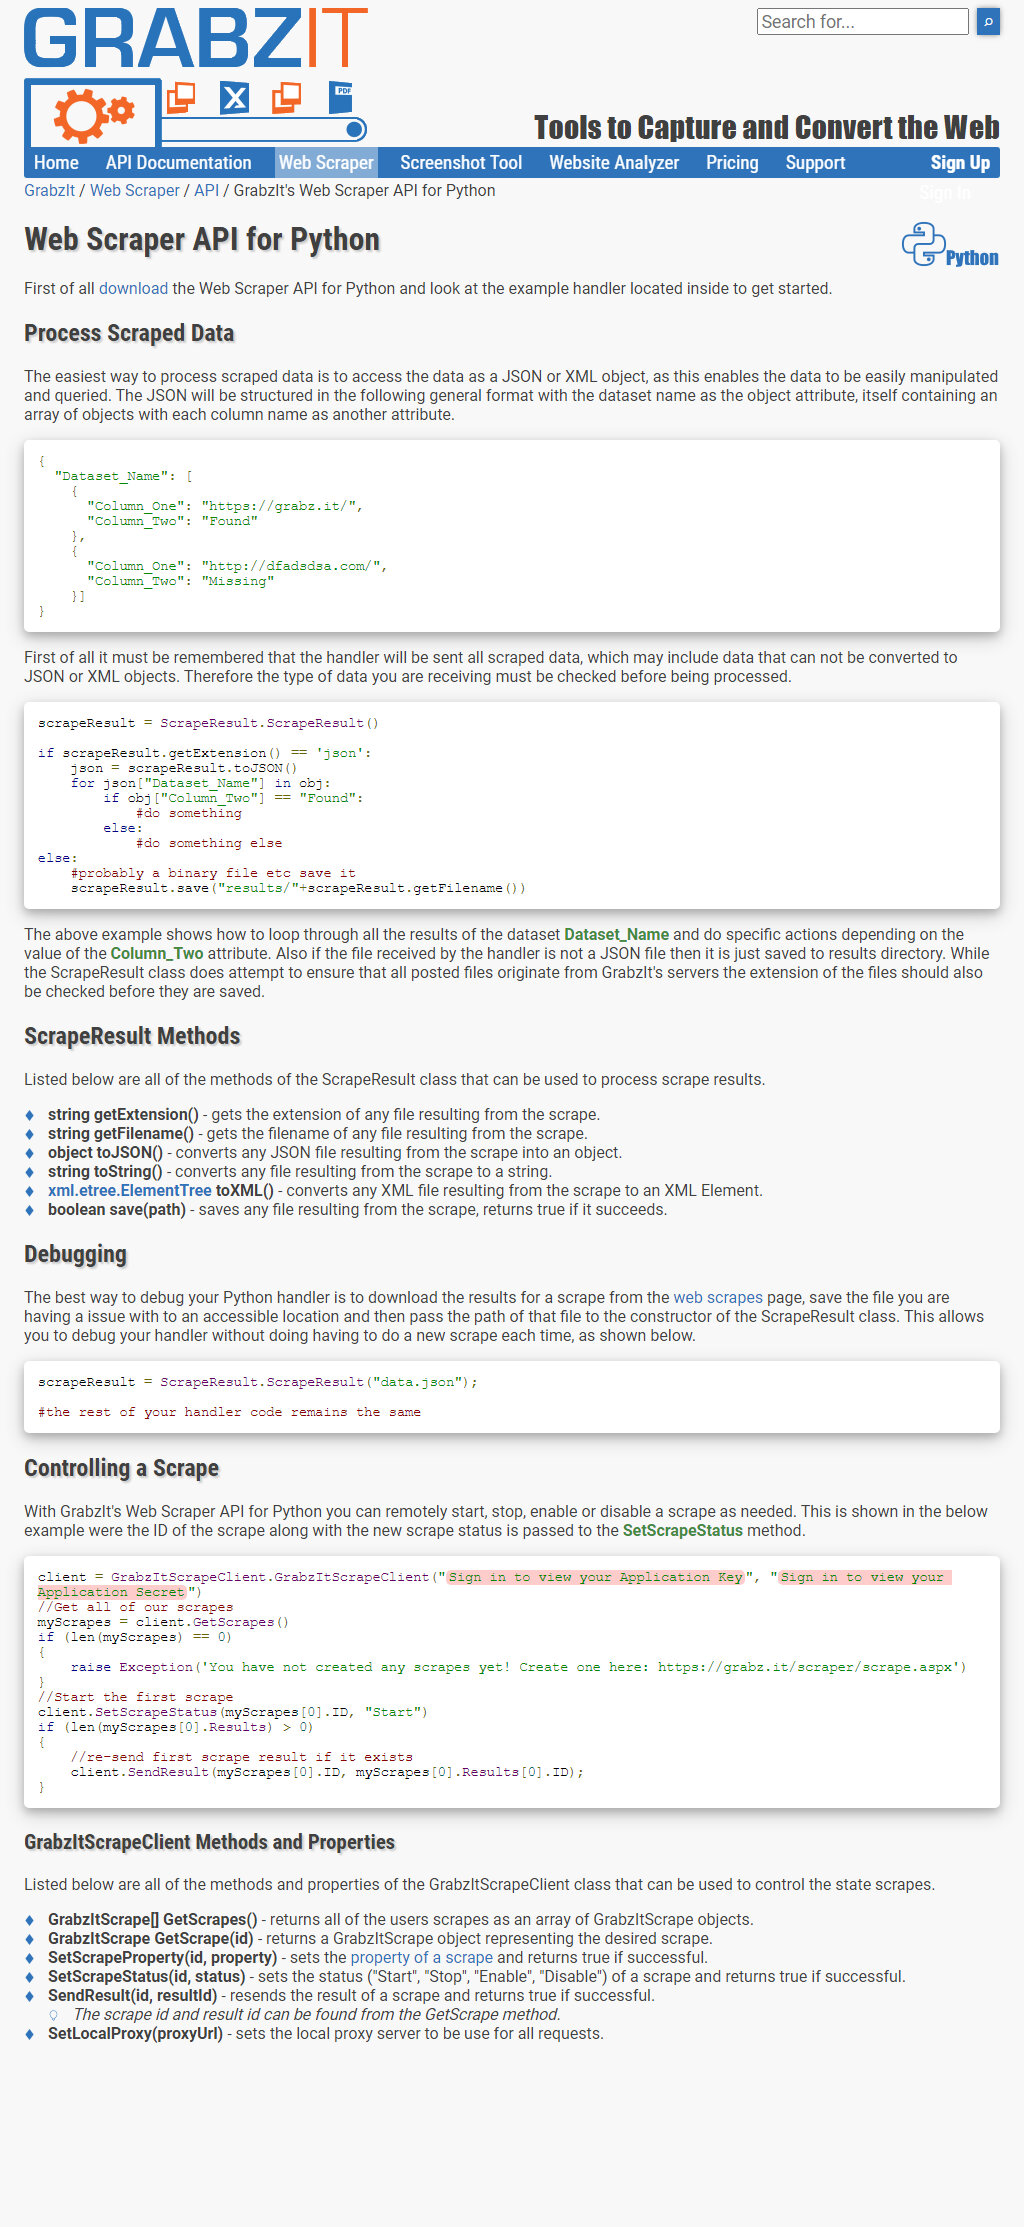 GRABZIT
Search for...
PDF
Tools to Capture and Convert the Web
Home API Documentation Web Scraper Screenshot Tool Website Analyzer Pricing Support Sign Up
GrabzIt / Web Scraper / API / GrabzIt's Web Scraper API for Python Sign In
Web Scraper API for Python
Python
First of all download the Web Scraper API for Python and look at the example handler located inside to get started.
Process Scraped Data
The easiest way to process scraped data is to access the data as a JSON or XML object, as this enables the data to be easily manipulated
and queried. The JSON will be structured in the following general format with the dataset name as the object attribute, itself containing an
array of objects with each column name as another attribute.
{
"Dataset_Name": [
{
"Column_One": "https://grabz.it/",
"Column_Two": "Found"
},
{
"Column_One": "http://dfadsdsa.com/",
"Column_Two": "Missing"
}]
}
First of all it must be remembered that the handler will be sent all scraped data, which may include data that can not be converted to
JSON or XML objects. Therefore the type of data you are receiving must be checked before being processed.
scrapeResult = ScrapeResult.ScrapeResult()
if scrapeResult.getExtension() == 'json':
json = scrapeResult.toJSON()
for json["Dataset_Name"] in obj:
if obj["Column_Two"] == "Found":
#do something
else:
#do something else
else:
#probably a binary file etc save it
scrapeResult.save("results/"+scrapeResult.getFilename())
The above example shows how to loop through all the results of the dataset Dataset_Name and do specific actions depending on the
value of the Column_Two attribute. Also if the file received by the handler is not a JSON file then it is just saved to results directory. While
the ScrapeResult class does attempt to ensure that all posted files originate from GrabzIt's servers the extension of the files should also
be checked before they are saved.
ScrapeResult Methods
Listed below are all of the methods of the ScrapeResult class that can be used to process scrape results.
string getExtension() - gets the extension of any file resulting from the scrape.
string getFilename() - gets the filename of any file resulting from the scrape.
object toJSON() - converts any JSON file resulting from the scrape into an object.
string toString() - converts any file resulting from the scrape to a string.
xml.etree.ElementTree toXML() - converts any XML file resulting from the scrape to an XML Element.
boolean save(path) - saves any file resulting from the scrape, returns true if it succeeds.
Debugging
The best way to debug your Python handler is to download the results for a scrape from the web scrapes page, save the file you are
having a issue with to an accessible location and then pass the path of that file to the constructor of the ScrapeResult class. This allows
you to debug your handler without doing having to do a new scrape each time, as shown below.
scrapeResult = ScrapeResult.ScrapeResult("data.json");
#the rest of your handler code remains the same
Controlling a Scrape
With GrabzIt's Web Scraper API for Python you can remotely start, stop, enable or disable a scrape as needed. This is shown in the below
example were the ID of the scrape along with the new scrape status is passed to the SetScrapeStatus method.
client = GrabzItScrapeClient.GrabzItScrapeClient("Sign in to view your Application Key", "Sign in to view your
Application Secret")
//Get all of our scrapes
myScrapes = client.GetScrapes()
if (len(myScrapes) == 0)
{
raise Exception('You have not created any scrapes yet! Create one here: https://grabz.it/scraper/scrape.aspx')
}
//Start the first scrape
client.SetScrapeStatus(myScrapes[0].ID, "Start")
if (len(myScrapes[0].Results) > 0)
{
//re-send first scrape result if it exists
client.SendResult(myScrapes[0].ID, myScrapes[0].Results[0].ID);
}
GrabzItScrapeClient Methods and Properties
Listed below are all of the methods and properties of the GrabzItScrapeClient class that can be used to control the state scrapes.
GrabzItScrape[] GetScrapes() - returns all of the users scrapes as an array of GrabzItScrape objects.
GrabzItScrape GetScrape(id) - returns a GrabzItScrape object representing the desired scrape.
SetScrapeProperty(id, property) - sets the property of a scrape and returns true if successful.
SetScrapeStatus(id, status) - sets the status ("Start", "Stop", "Enable", "Disable") of a scrape and returns true if successful.
SendResult(id, resultId) - resends the result of a scrape and returns true if successful.
The scrape id and result id can be found from the GetScrape method.
SetLocalProxy(proxyUrl) - sets the local proxy server to be use for all requests.